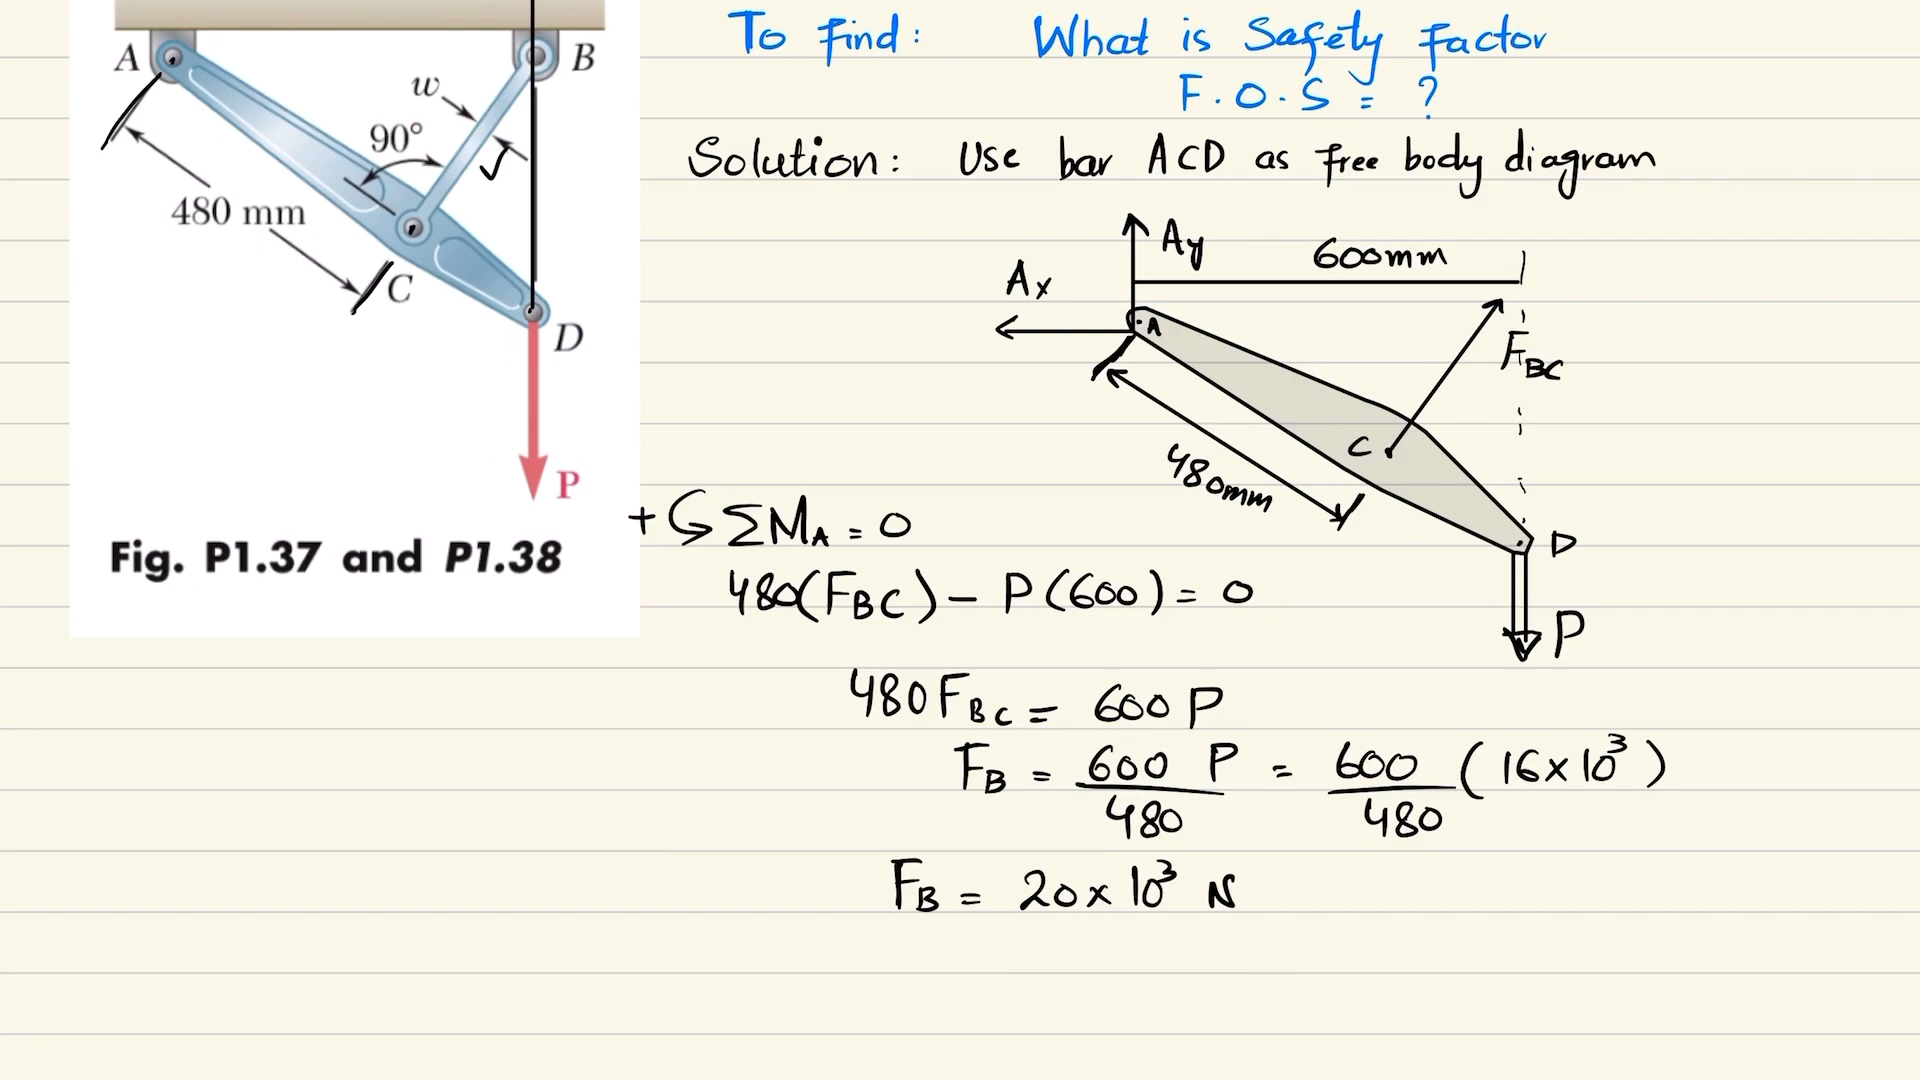 To Find: What is Safety Factor
F.O.S = ?
Solution: Use bar ACD as free body diagram
A
B
w
90°
480 mm
C
D
P
Fig. P1.37 and P1.38
Ay
600mm
Ax
A
FBC
C
480mm
D
P
+ ΣMA = 0
480(FBC) - P(600) = 0
480FBC = 600 P
FB = 600 P / 480 = 600 / 480 (16×10³)
FB = 20×10³ N